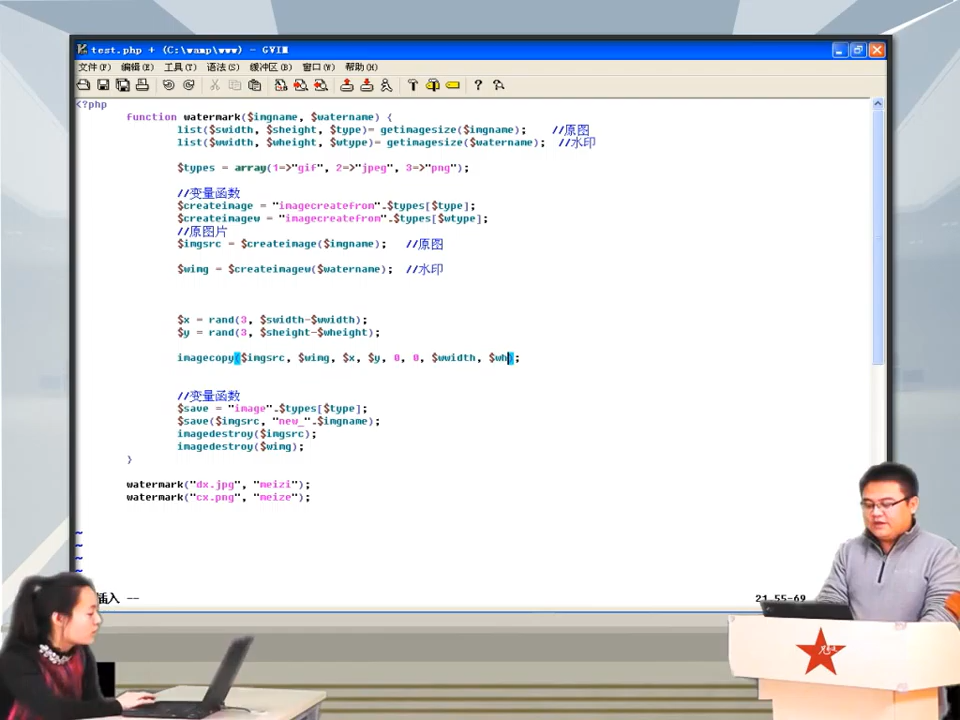 test.php + (C:\wamp\www) - GVIM
文件(F) 编辑(E) 工具(T) 语法(S) 缓冲区(B) 窗口(W) 帮助(H)
<?php
function watermark($imgname, $watername) {
list($swidth, $sheight, $type)= getimagesize($imgname); //原图
list($wwidth, $wheight, $wtype)= getimagesize($watername); //水印
$types = array(1=>"gif", 2=>"jpeg", 3=>"png");
//变量函数
$createimage = "imagecreatefrom".$types[$type];
$createimagew = "imagecreatefrom".$types[$wtype];
//原图片
$imgsrc = $createimage($imgname); //原图
$wimg = $createimagew($watername); //水印
$x = rand(3, $swidth-$wwidth);
$y = rand(3, $sheight-$wheight);
imagecopy($imgsrc, $wimg, $x, $y, 0, 0, $wwidth, $wh);
//变量函数
$save = "image".$types[$type];
$save($imgsrc, "new_".$imgname);
imagedestroy($imgsrc);
imagedestroy($wimg);
}
watermark("dx.jpg", "meizi");
watermark("cx.png", "meize");
~
~
~
~
插入 -- 21,55-69